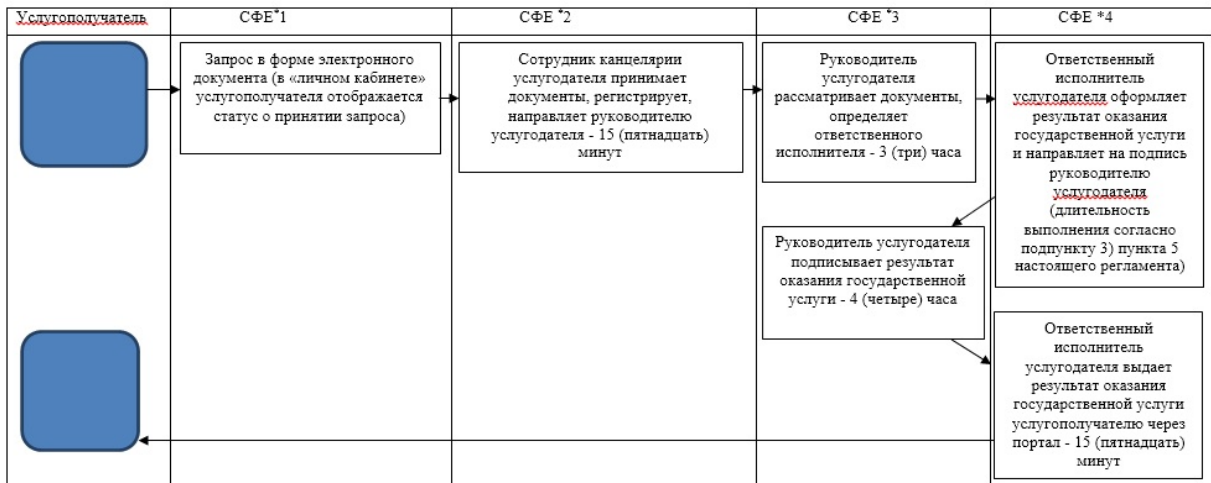 Услугополучатель
СФЕ*1
СФЕ *2
СФЕ *3
СФЕ *4
Запрос в форме электронного
документа (в «личном кабинете»
услугополучателя отображается
статус о принятии запроса)
Сотрудник канцелярии
услугодателя принимает
документы, регистрирует,
направляет руководителю
услугодателя - 15 (пятнадцать)
минут
Руководитель
услугодателя
рассматривает документы,
определяет
ответственного
исполнителя - 3 (три) часа
Ответственный
исполнитель
услугодателя оформляет
результат оказания
государственной услуги
и направляет на подпись
руководителю
услугодателя
(длительность
выполнения согласно
подпункту 3) пункта 5
настоящего регламента)
Руководитель услугодателя
подписывает результат
оказания государственной
услуги - 4 (четыре) часа
Ответственный
исполнитель
услугодателя выдает
результат оказания
государственной услуги
услугополучателю через
портал - 15 (пятнадцать)
минут